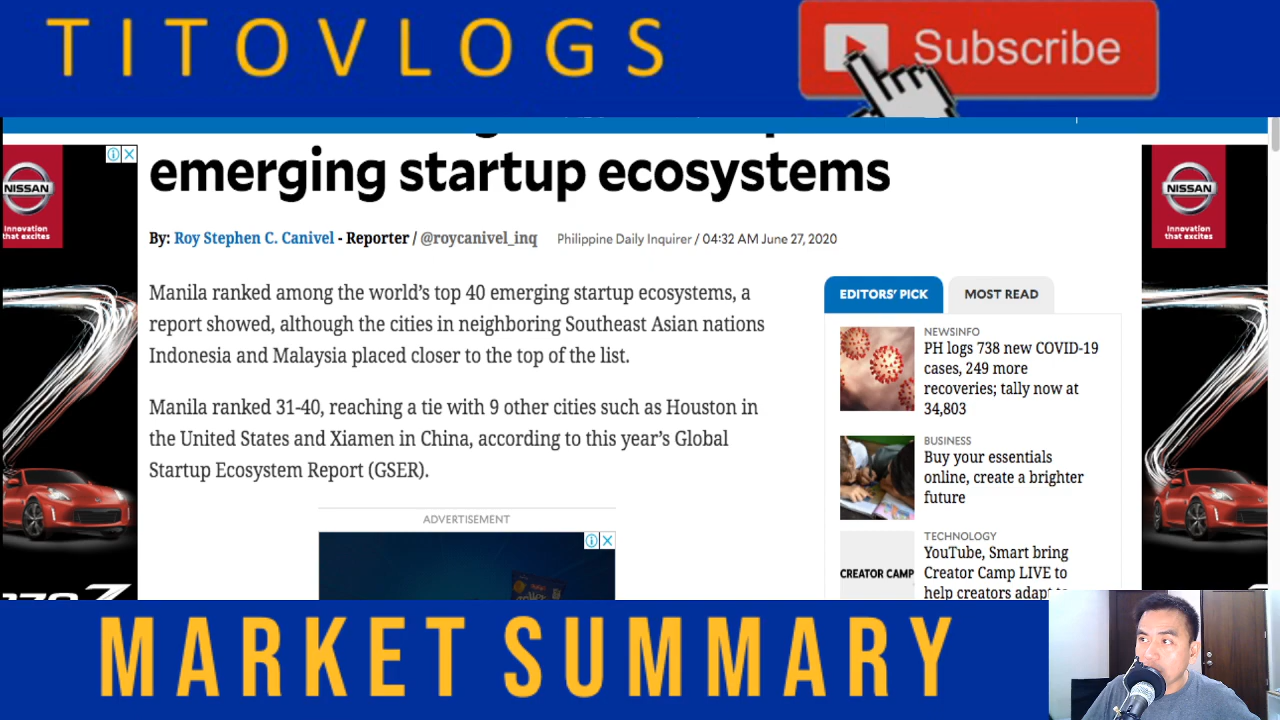 TITOVLOGS
Subscribe
emerging startup ecosystems
By: Roy Stephen C. Canivel - Reporter / @roycanivel_inq
Philippine Daily Inquirer / 04:32 AM June 27, 2020
Manila ranked among the world’s top 40 emerging startup ecosystems, a
report showed, although the cities in neighboring Southeast Asian nations
Indonesia and Malaysia placed closer to the top of the list.
Manila ranked 31-40, reaching a tie with 9 other cities such as Houston in
the United States and Xiamen in China, according to this year’s Global
Startup Ecosystem Report (GSER).
ADVERTISEMENT
EDITORS' PICK
MOST READ
NEWSINFO
PH logs 738 new COVID-19
cases, 249 more
recoveries; tally now at
34,803
BUSINESS
Buy your essentials
online, create a brighter
future
TECHNOLOGY
CREATOR CAMP
YouTube, Smart bring
Creator Camp LIVE to
help creators adapt to
NISSAN
Innovation
that excites
NISSAN
Innovation
that excites
MARKET SUMMARY